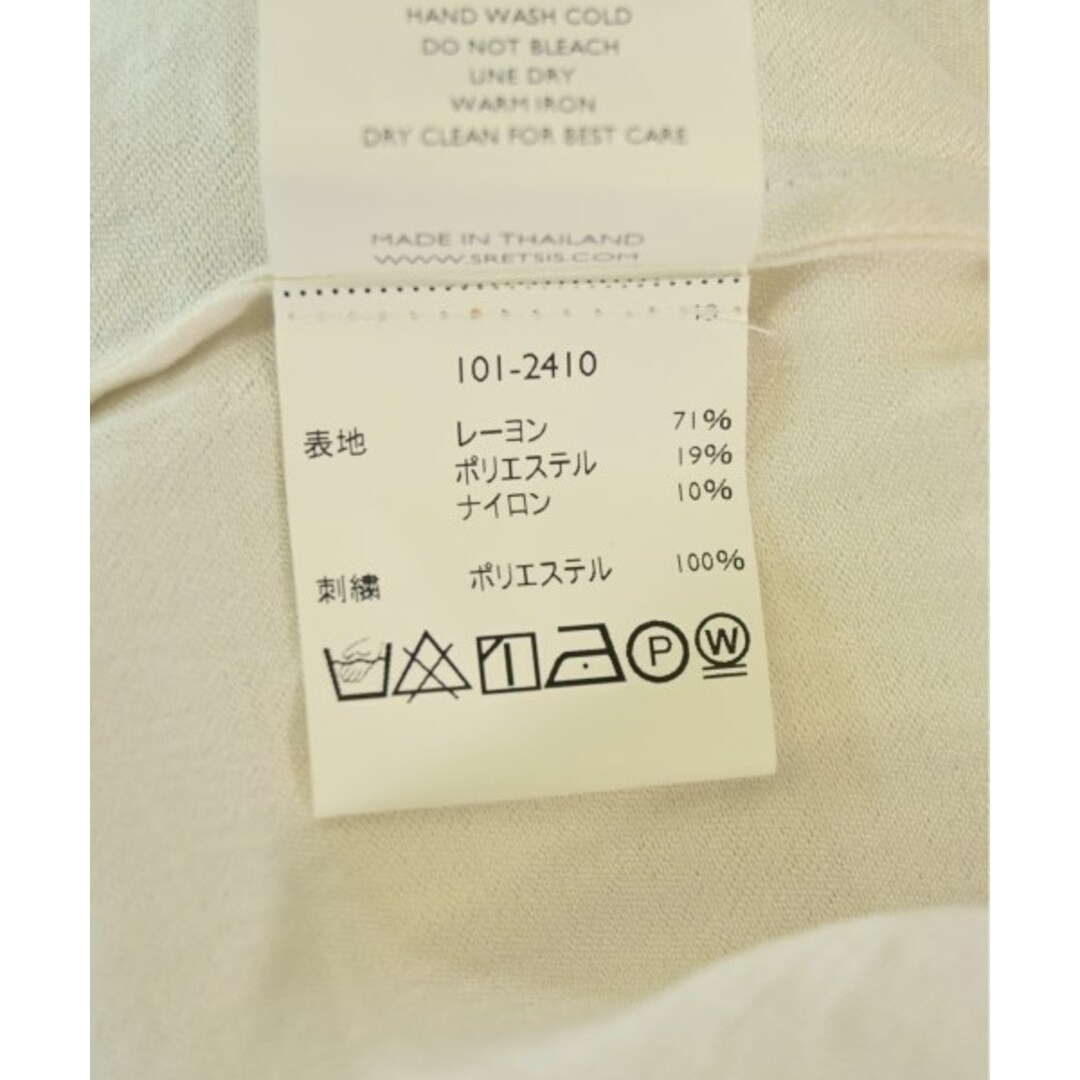 HAND WASH COLD
DO NOT BLEACH
LINE DRY
WARM IRON
DRY CLEAN FOR BEST CARE
MADE IN THAILAND
WWW.SRETSIS.COM
101-2410
表地 レーヨン 71%
ポリエステル 19%
ナイロン 10%
刺繍 ポリエステル 100%
P W